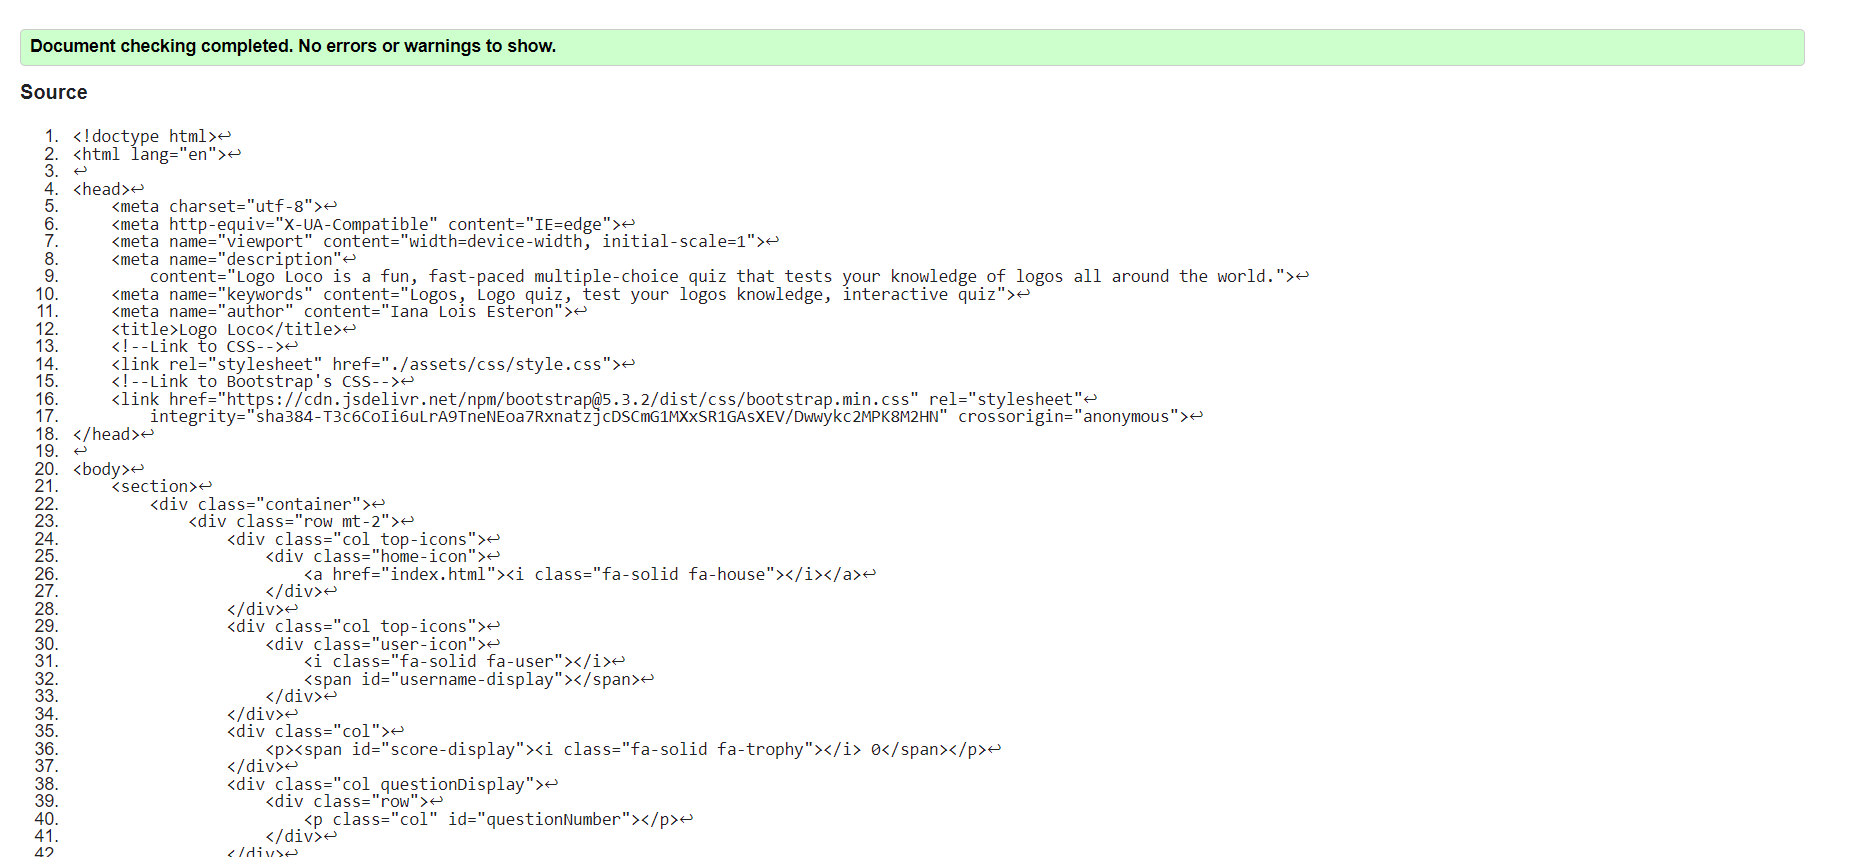 Document checking completed. No errors or warnings to show.
Source
1. <!doctype html>↩
2. <html lang="en">↩
3. ↩
4. <head>↩
5.     <meta charset="utf-8">↩
6.     <meta http-equiv="X-UA-Compatible" content="IE=edge">↩
7.     <meta name="viewport" content="width=device-width, initial-scale=1">↩
8.     <meta name="description"↩
9.         content="Logo Loco is a fun, fast-paced multiple-choice quiz that tests your knowledge of logos all around the world.">↩
10.     <meta name="keywords" content="Logos, Logo quiz, test your logos knowledge, interactive quiz">↩
11.     <meta name="author" content="Iana Lois Esteron">↩
12.     <title>Logo Loco</title>↩
13.     <!--Link to CSS-->↩
14.     <link rel="stylesheet" href="./assets/css/style.css">↩
15.     <!--Link to Bootstrap's CSS-->↩
16.     <link href="https://cdn.jsdelivr.net/npm/bootstrap@5.3.2/dist/css/bootstrap.min.css" rel="stylesheet"↩
17.         integrity="sha384-T3c6CoIi6uLrA9TneNEoa7RxnatzjcDSCmG1MXxSR1GAsXEV/Dwwykc2MPK8M2HN" crossorigin="anonymous">↩
18. </head>↩
19. ↩
20. <body>↩
21.     <section>↩
22.         <div class="container">↩
23.             <div class="row mt-2">↩
24.                 <div class="col top-icons">↩
25.                     <div class="home-icon">↩
26.                         <a href="index.html"><i class="fa-solid fa-house"></i></a>↩
27.                     </div>↩
28.                 </div>↩
29.                 <div class="col top-icons">↩
30.                     <div class="user-icon">↩
31.                         <i class="fa-solid fa-user"></i>↩
32.                         <span id="username-display"></span>↩
33.                     </div>↩
34.                 </div>↩
35.                 <div class="col">↩
36.                     <p><span id="score-display"><i class="fa-solid fa-trophy"></i> 0</span></p>↩
37.                 </div>↩
38.                 <div class="col questionDisplay">↩
39.                     <div class="row">↩
40.                         <p class="col" id="questionNumber"></p>↩
41.                     </div>↩
42                 </div>↩